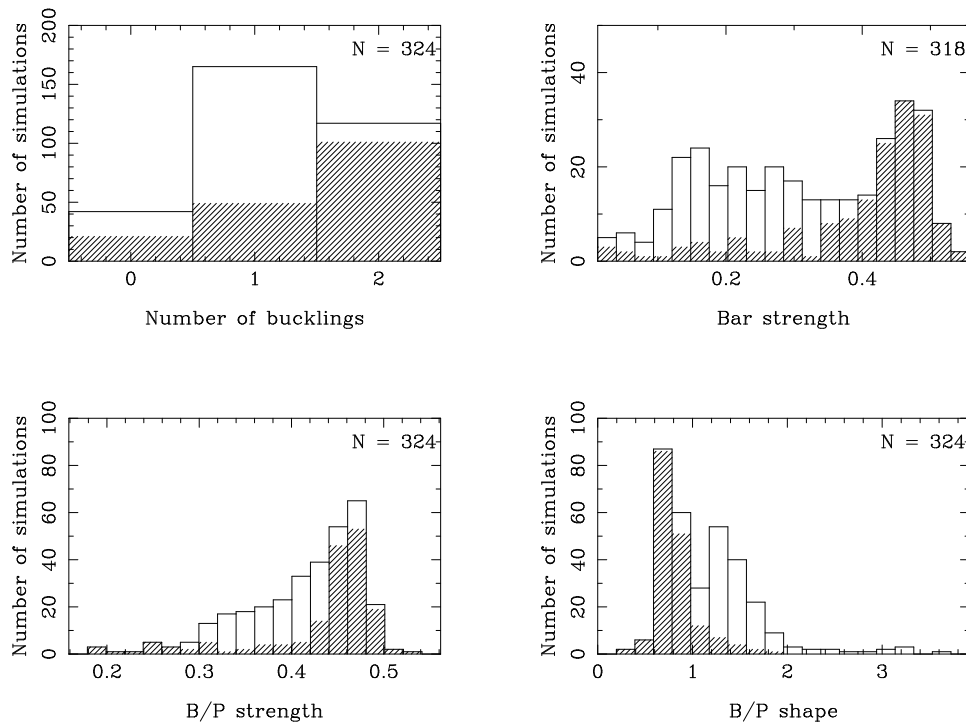 Number of simulations
0 50 100 150 200
N = 324
0 1 2
Number of bucklings
Number of simulations
0 20 40
N = 318
0.2 0.4
Bar strength
Number of simulations
0 20 40 60 80 100
N = 324
0.2 0.3 0.4 0.5
B/P strength
Number of simulations
0 20 40 60 80 100
N = 324
0 1 2 3
B/P shape